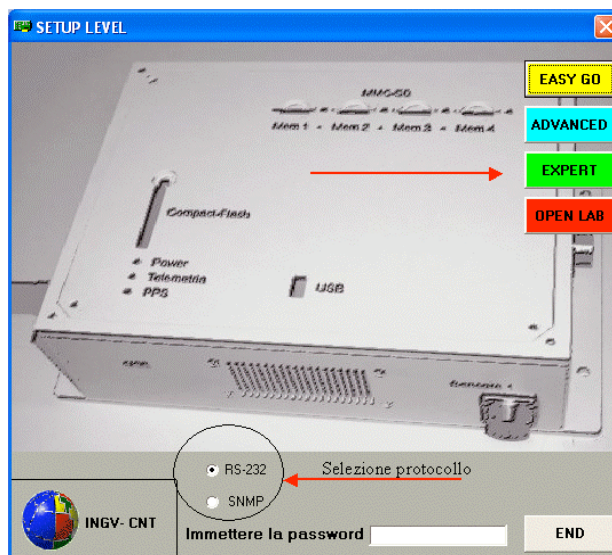 SETUP LEVEL
EASY GO
MMC-SD
Mem 1 - Mem 2 - Mem 3 - Mem 4
ADVANCED
EXPERT
OPEN LAB
Compact-Flash
Power
Telemetria
PPS
USB
RS-232
Selezione protocollo
SNMP
INGV- CNT
Immettere la password
END